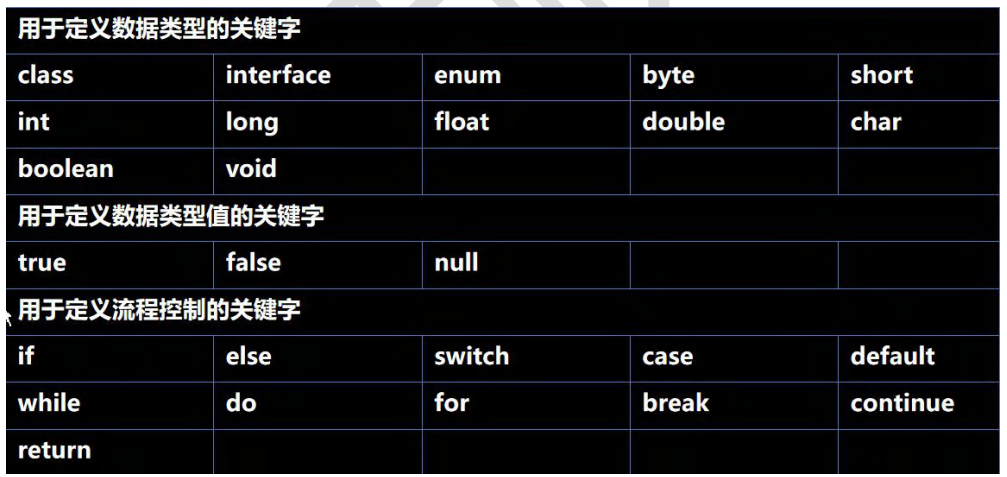 用于定义数据类型的关键字
class interface enum byte short
int long float double char
boolean void
用于定义数据类型值的关键字
true false null
用于定义流程控制的关键字
if else switch case default
while do for break continue
return